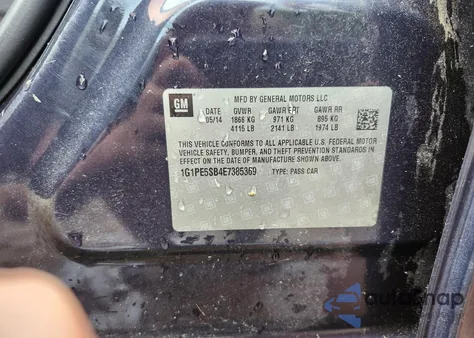 GM
MFD BY GENERAL MOTORS LLC
DATE GVWR GAWR FRT GAWR RR
05/14 1866 KG 971 KG 895 KG
4115 LB 2141 LB 1974 LB
THIS VEHICLE CONFORMS TO ALL APPLICABLE U.S. FEDERAL MOTOR
VEHICLE SAFETY, BUMPER, AND THEFT PREVENTION STANDARDS IN
EFFECT ON THE DATE OF MANUFACTURE SHOWN ABOVE.
1G1PE5SB4E7385369 TYPE: PASS CAR
autosnap